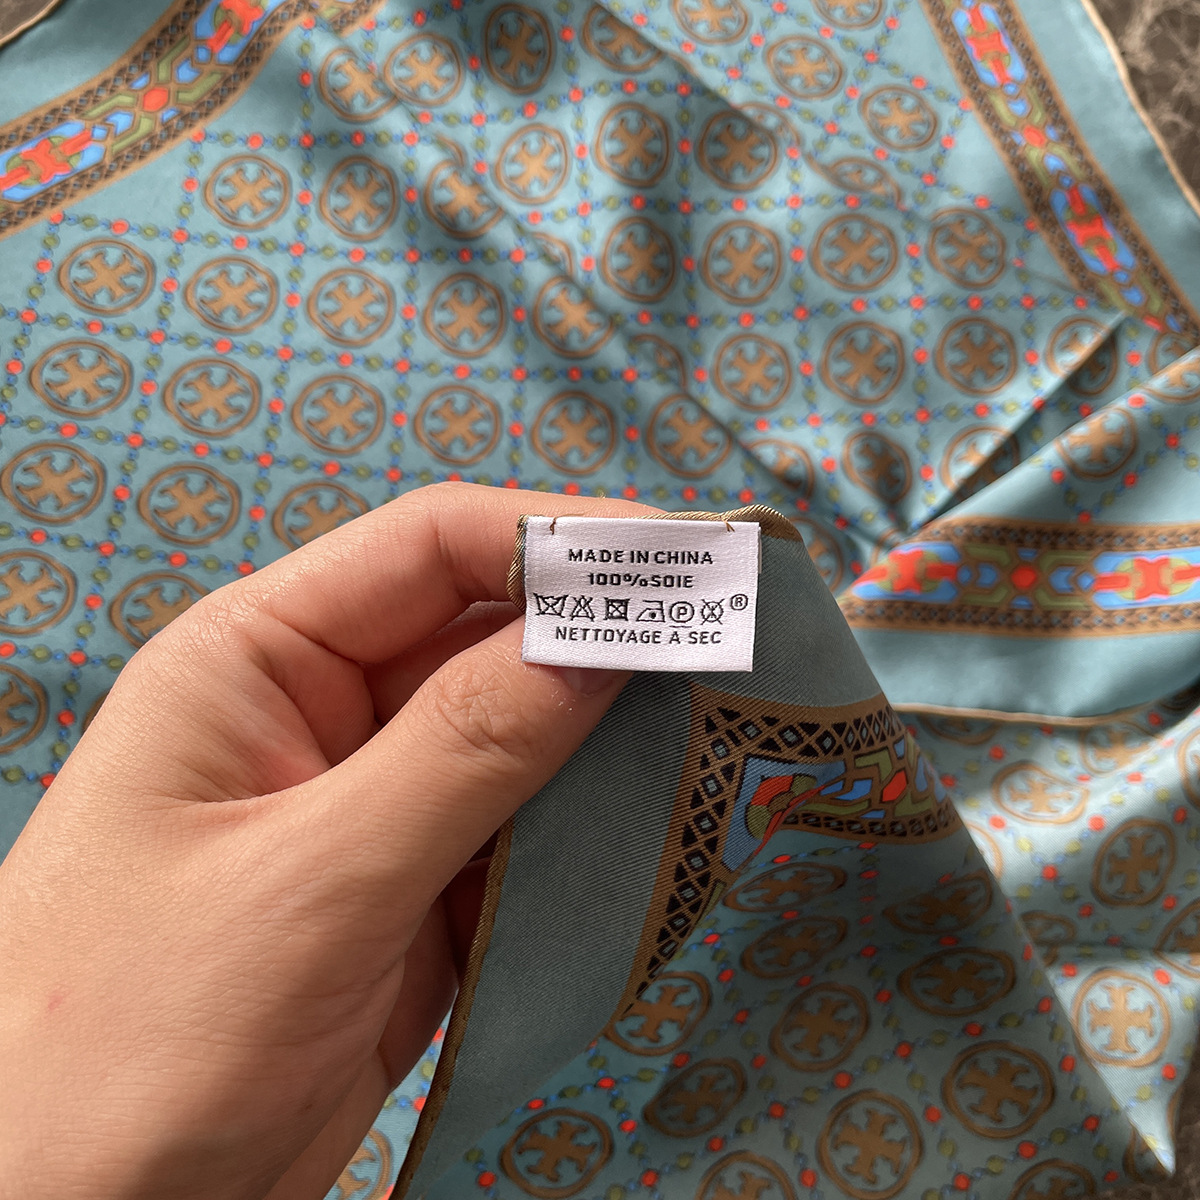 MADE IN CHINA
100%SOIE
P ®
NETTOYAGE A SEC